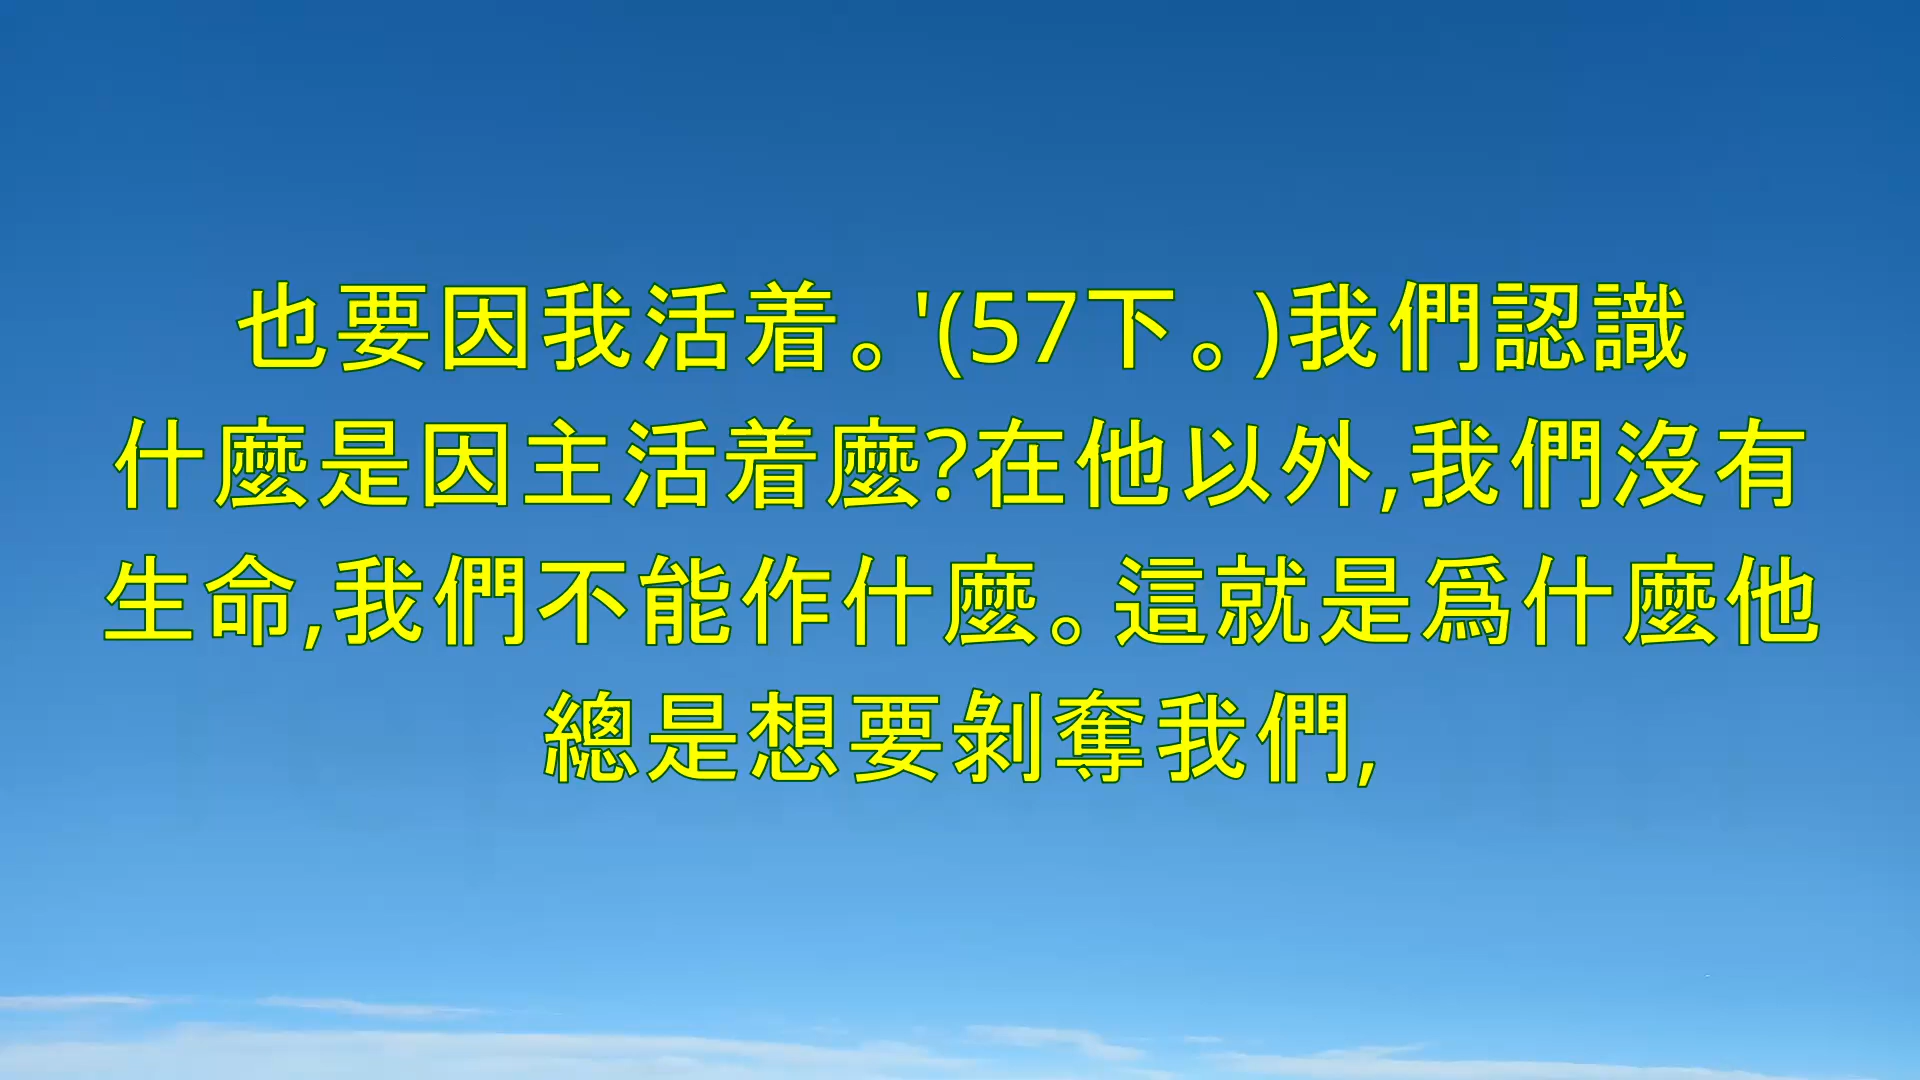 也要因我活着。'(57下。)我們認識
什麼是因主活着麼?在他以外,我們沒有
生命,我們不能作什麼。這就是爲什麼他
總是想要剝奪我們,